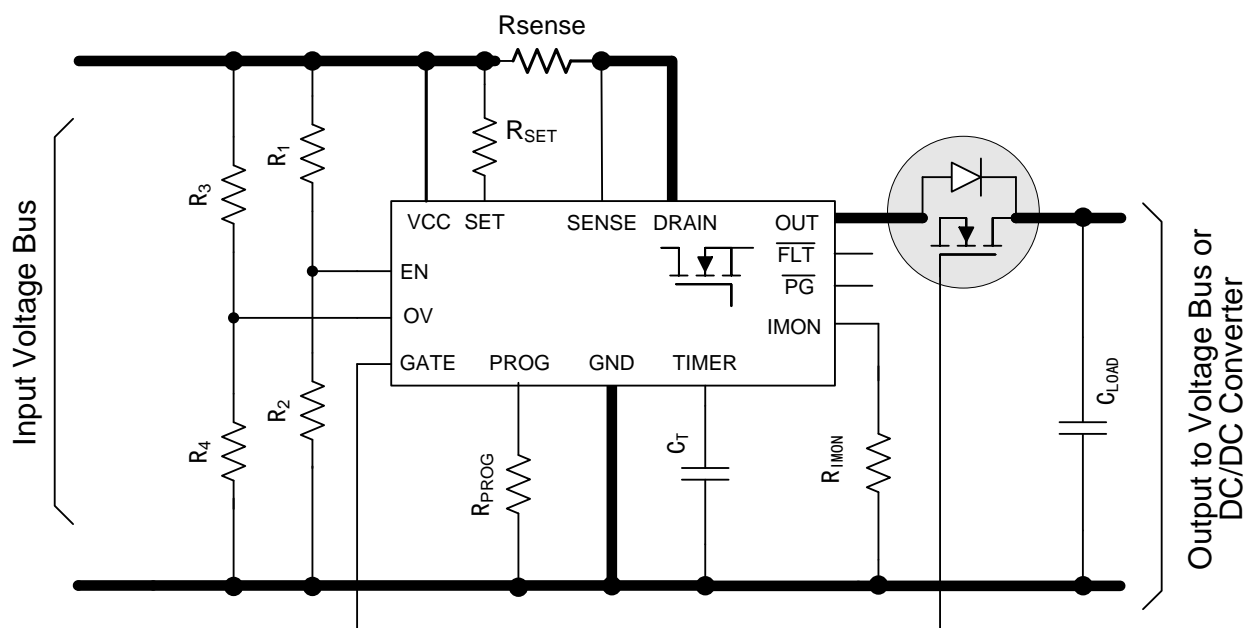 Rsense
RSET
R1
R3
Input Voltage Bus
VCC
SET
SENSE
DRAIN
OUT
FLT
PG
IMON
EN
OV
GATE
PROG
GND
TIMER
R2
R4
RPROG
CT
RIMON
CLOAD
Output to Voltage Bus or
DC/DC Converter